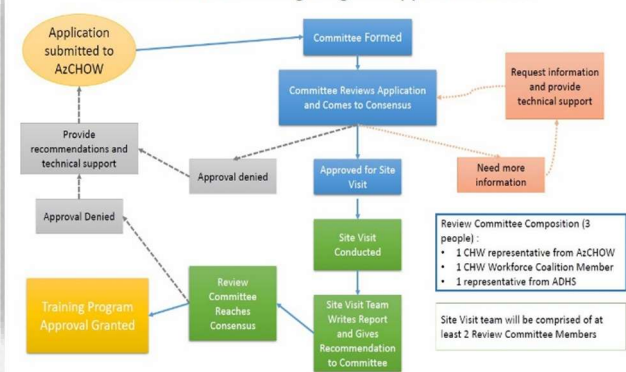 Application
submitted to
AzCHOW
Committee Formed
Committee Reviews Application
and Comes to Consensus
Request information
and provide
technical support
Need more
information
Provide
recommendations and
technical support
Approval denied
Approved for Site
Visit
Approval Denied
Site Visit
Conducted
Review Committee Composition (3
people) :
• 1 CHW representative from AzCHOW
• 1 CHW Workforce Coalition Member
• 1 representative from ADHS
Training Program
Approval Granted
Review
Committee
Reaches
Consensus
Site Visit Team
Writes Report
and Gives
Recommendation
to Committee
Site Visit team will be comprised of at
least 2 Review Committee Members